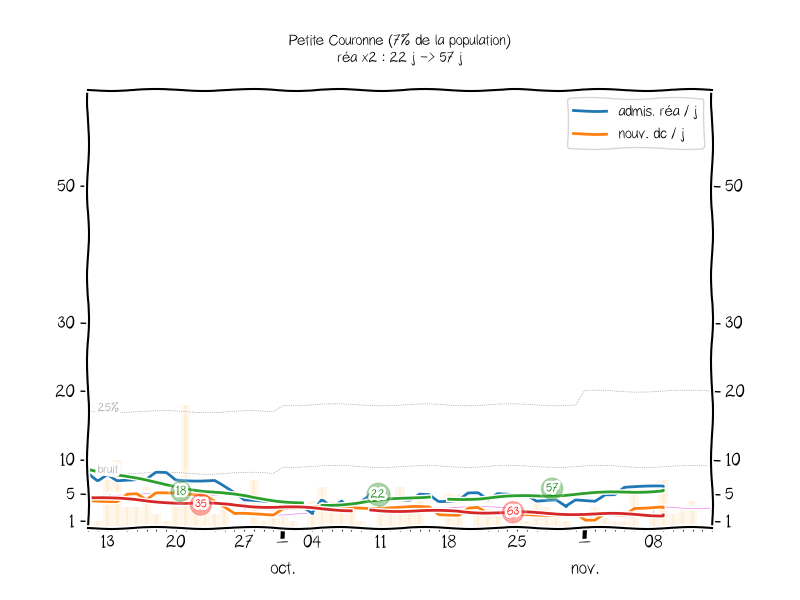 Petite Couronne (7% de la population)
réa x2 : 22 j -> 57 j
admis. réa / j
nouv. dc / j
50 50
30 30
20 20
25%
10 10
bruit
5 5
1 1
18 35 22 63 57
13 20 27 04 11 18 25 08
oct. nov.